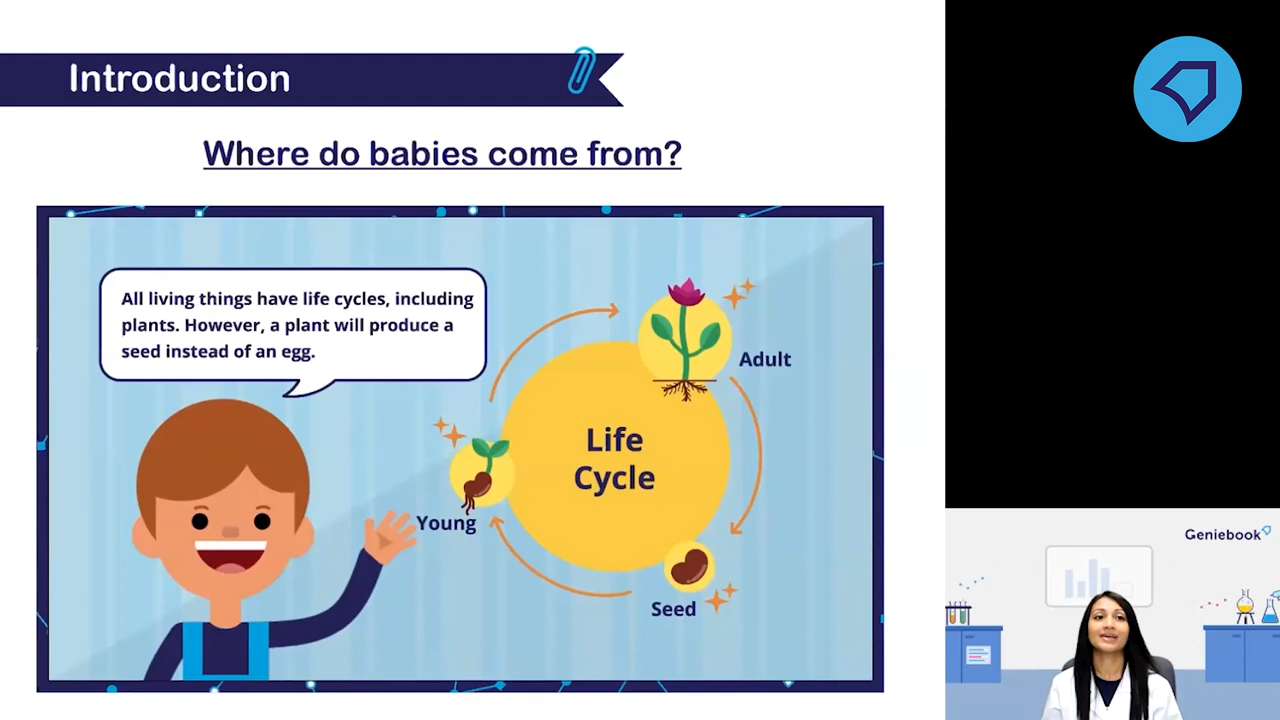 Introduction
Where do babies come from?
All living things have life cycles, including
plants. However, a plant will produce a
seed instead of an egg.
Adult
Life
Cycle
Young
Seed
Geniebook